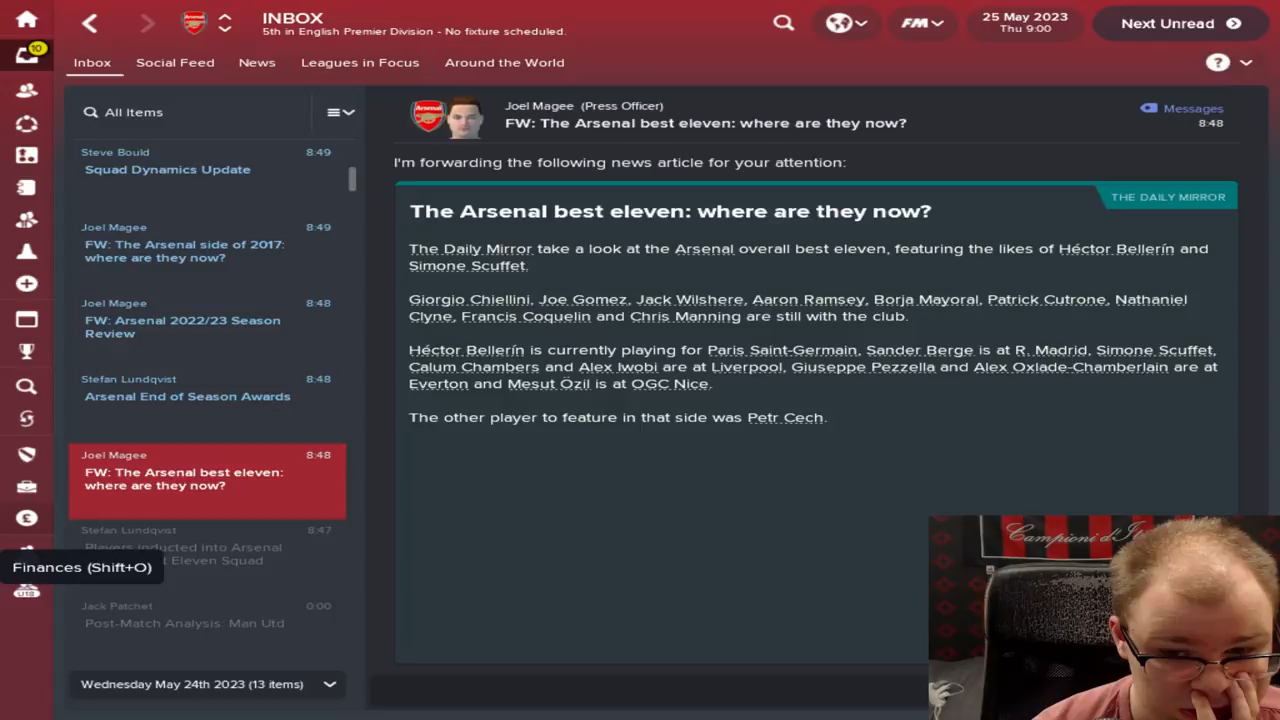 INBOX
5th in English Premier Division - No fixture scheduled.
FM
25 May 2023
Thu 9:00
Next Unread
10
Inbox
Social Feed
News
Leagues in Focus
Around the World
?
All Items
Steve Bould 8:49
Squad Dynamics Update
Joel Magee 8:49
FW: The Arsenal side of 2017:
where are they now?
Joel Magee 8:48
FW: Arsenal 2022/23 Season
Review
Stefan Lundqvist 8:48
Arsenal End of Season Awards
Joel Magee 8:48
FW: The Arsenal best eleven:
where are they now?
Stefan Lundqvist 8:47
Players inducted into Arsenal
Eleven Squad
Finances (Shift+O)
U18
Jack Patchet 0:00
Post-Match Analysis: Man Utd
Wednesday May 24th 2023 (13 items)
Arsenal
Joel Magee (Press Officer)
FW: The Arsenal best eleven: where are they now?
Messages
8:48
I'm forwarding the following news article for your attention:
THE DAILY MIRROR
The Arsenal best eleven: where are they now?
The Daily Mirror take a look at the Arsenal overall best eleven, featuring the likes of Héctor Bellerín and
Simone Scuffet.
Giorgio Chiellini, Joe Gomez, Jack Wilshere, Aaron Ramsey, Borja Mayoral, Patrick Cutrone, Nathaniel
Clyne, Francis Coquelin and Chris Manning are still with the club.
Héctor Bellerín is currently playing for Paris Saint-Germain, Sander Berge is at R. Madrid, Simone Scuffet,
Calum Chambers and Alex Iwobi are at Liverpool, Giuseppe Pezzella and Alex Oxlade-Chamberlain are at
Everton and Mesut Özil is at OGC Nice.
The other player to feature in that side was Petr Cech.
Campioni d'It